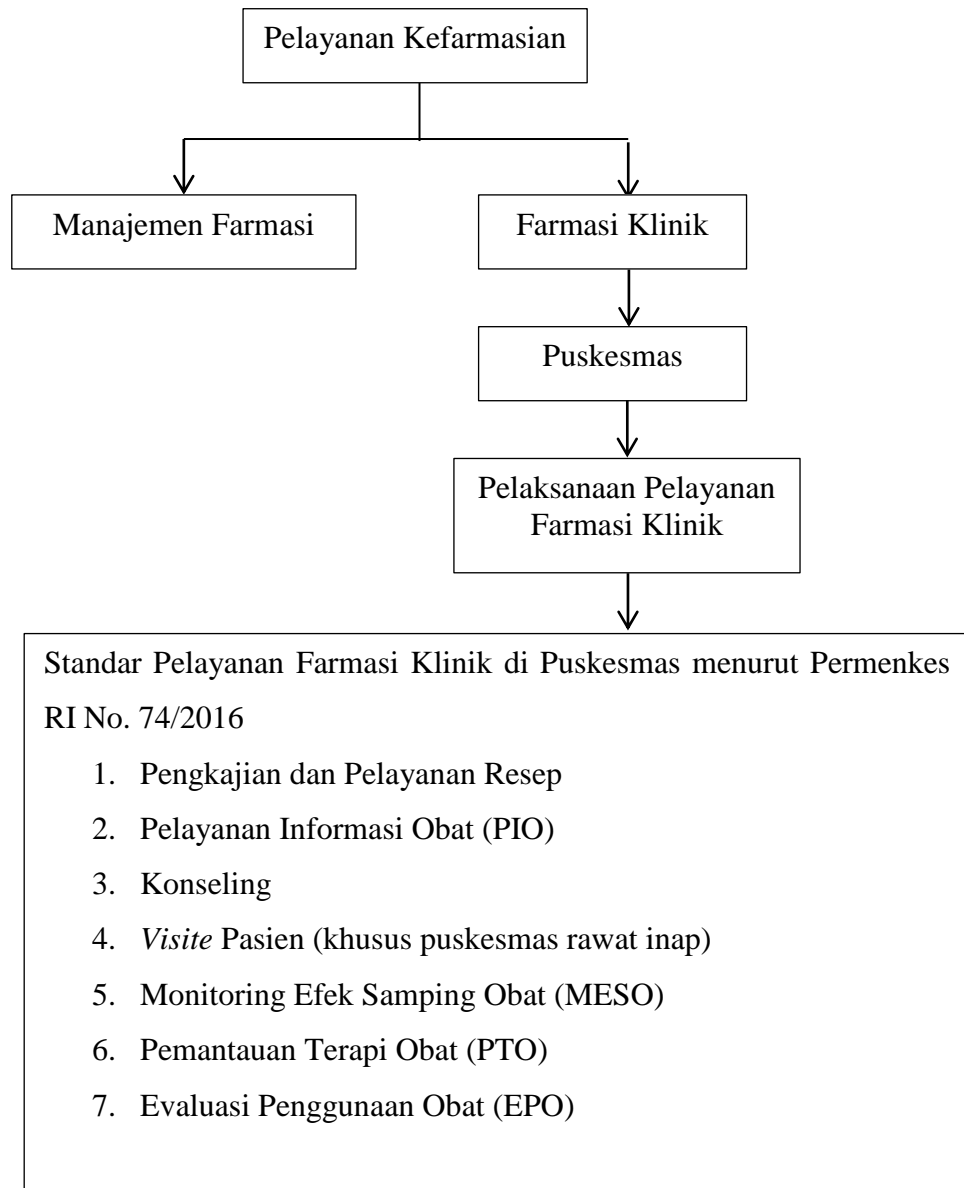 Pelayanan Kefarmasian
Manajemen Farmasi
Farmasi Klinik
Puskesmas
Pelaksanaan Pelayanan
Farmasi Klinik
Standar Pelayanan Farmasi Klinik di Puskesmas menurut Permenkes
RI No. 74/2016
1. Pengkajian dan Pelayanan Resep
2. Pelayanan Informasi Obat (PIO)
3. Konseling
4. Visite Pasien (khusus puskesmas rawat inap)
5. Monitoring Efek Samping Obat (MESO)
6. Pemantauan Terapi Obat (PTO)
7. Evaluasi Penggunaan Obat (EPO)